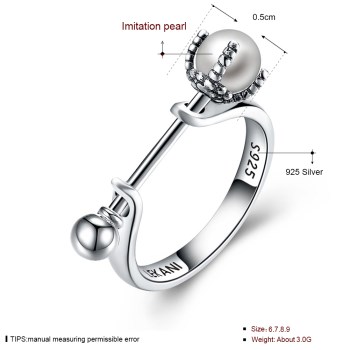 0.5cm
Imitation pearl
S925
925 Silver
EKANI
Size: 6.7.8.9
Weight: About 3.0G
TIPS:manual measuring permissible error